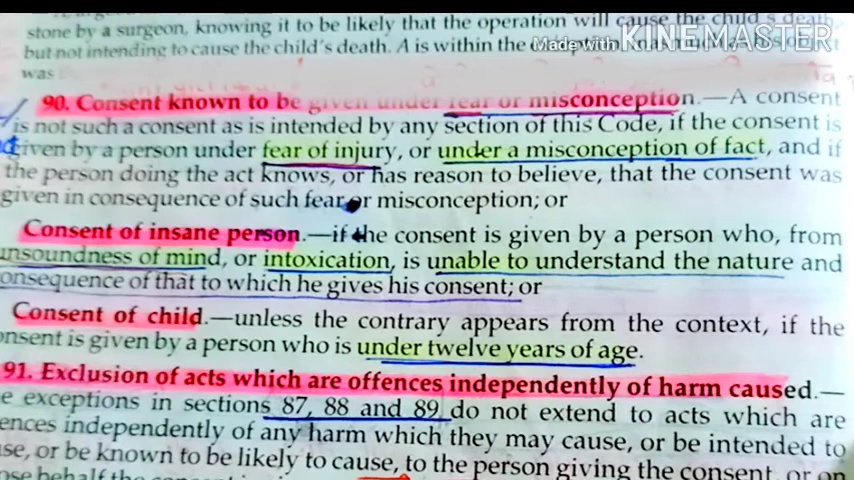 stone by a surgeon, knowing it to be likely that the operation will cause the child's death,
but not intending to cause the child's death. A is within the
Made with KINEMASTER
was
90. Consent known to be given under fear or misconception.—A consent
is not such a consent as is intended by any section of this Code, if the consent is
given by a person under fear of injury, or under a misconception of fact, and if
the person doing the act knows, or has reason to believe, that the consent was
given in consequence of such fear or misconception; or
Consent of insane person.—if the consent is given by a person who, from
unsoundness of mind, or intoxication, is unable to understand the nature and
onsequence of that to which he gives his consent; or
Consent of child.—unless the contrary appears from the context, if the
onsent is given by a person who is under twelve years of age.
91. Exclusion of acts which are offences independently of harm caused.—
e exceptions in sections 87, 88 and 89 do not extend to acts which are
ences independently of any harm which they may cause, or be intended to
se, or be known to be likely to cause, to the person giving the consent, or on
ose behalf the